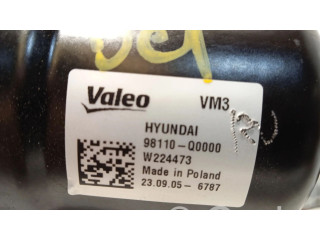 Valeo VM3
HYUNDAI
98110-Q0000
W224473
Made in Poland
23.09.05- 6787